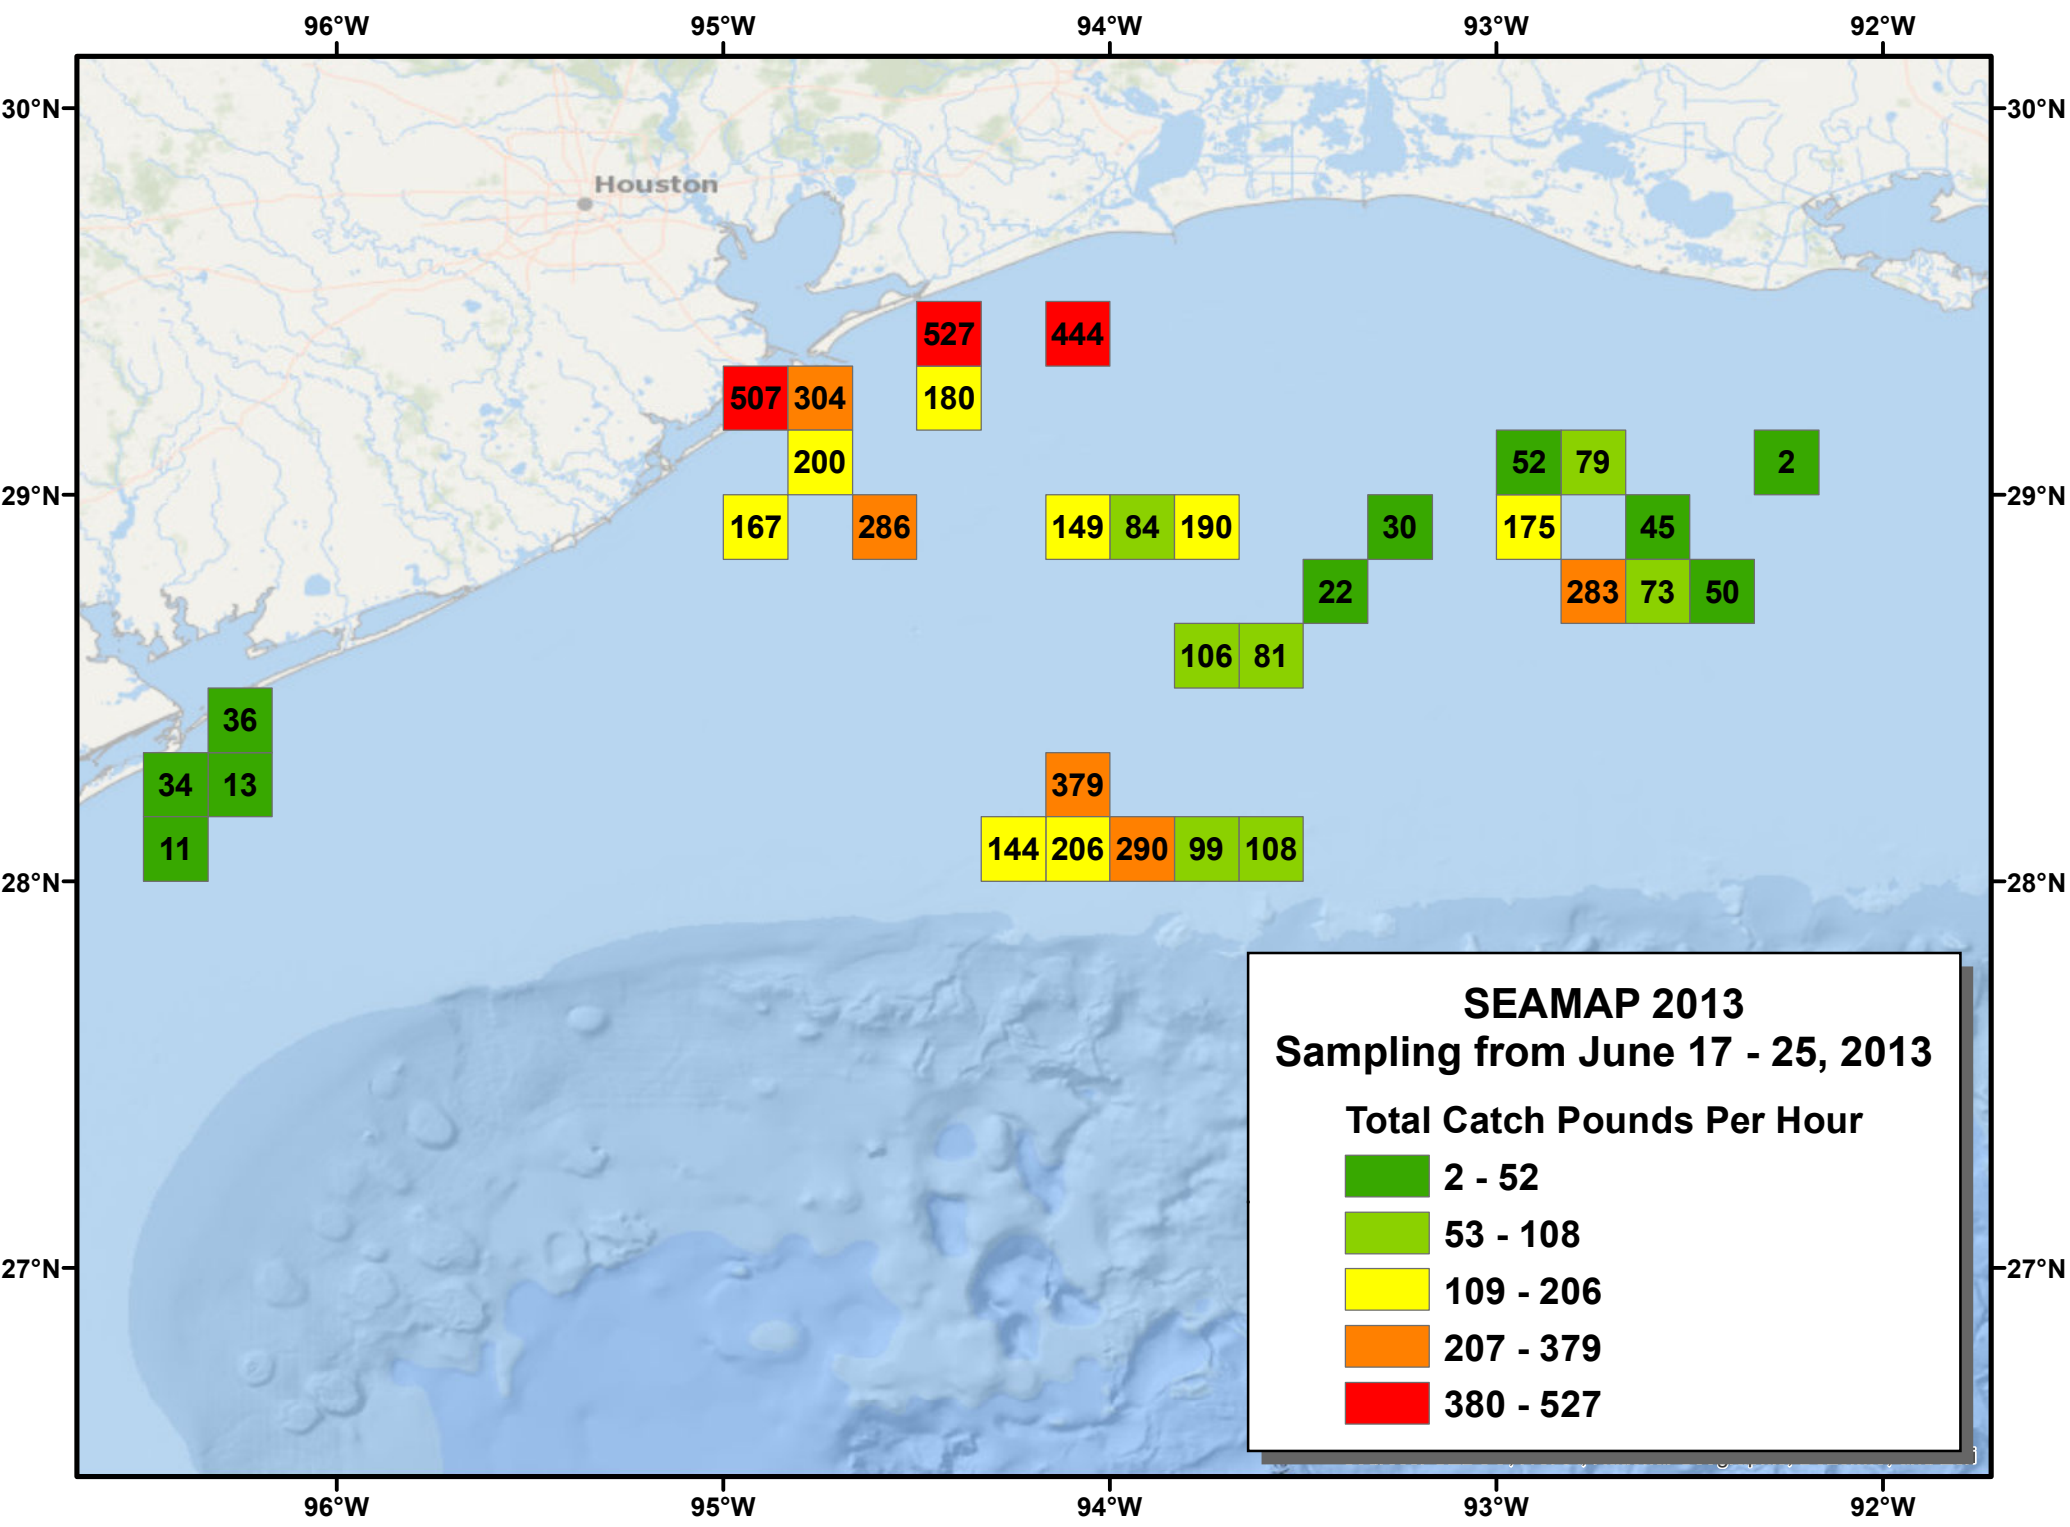 96°W 95°W 94°W 93°W 92°W
30°N 30°N
Houston
527 444
507 304 180
200 52 79 2
29°N 29°N
167 286 149 84 190 30 175 45
22 283 73 50
106 81
36
34 13 379
11 144 206 290 99 108
28°N 28°N
SEAMAP 2013
Sampling from June 17 - 25, 2013
Total Catch Pounds Per Hour
2 - 52
53 - 108
27°N 27°N
109 - 206
207 - 379
380 - 527
96°W 95°W 94°W 93°W 92°W